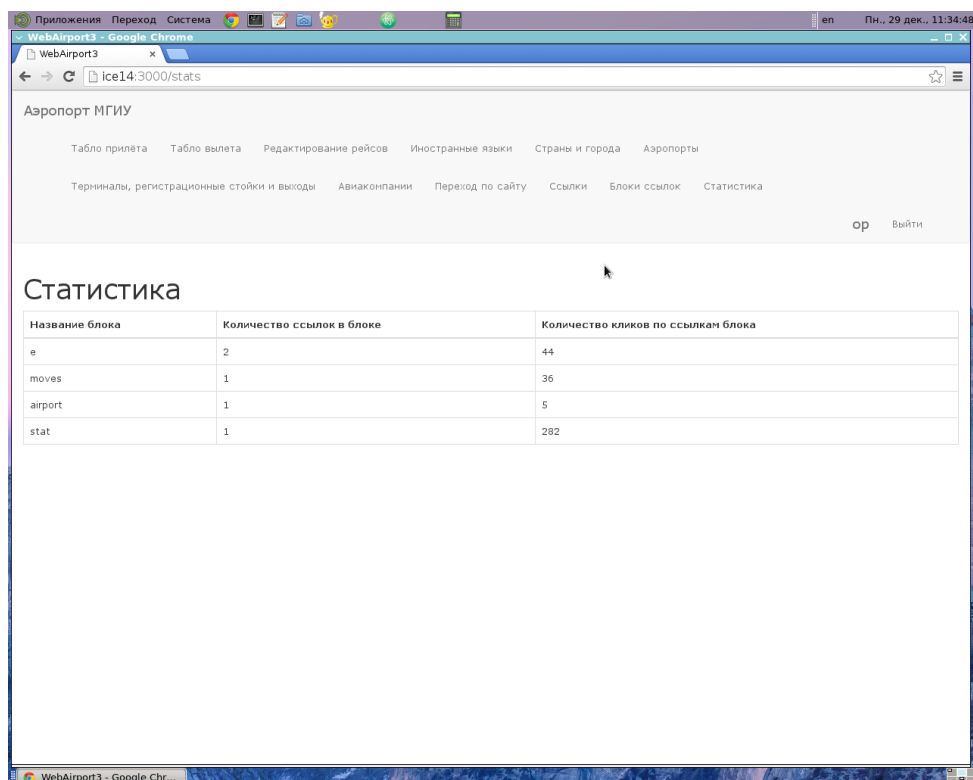 Приложения Переход Система en Пн., 29 дек., 11:34:48
WebAirport3 - Google Chrome
WebAirport3
ice14:3000/stats
Аэропорт МГИУ
Табло прилёта Табло вылета Редактирование рейсов Иностранные языки Страны и города Аэропорты
Терминалы, регистрационные стойки и выходы Авиакомпании Переход по сайту Ссылки Блоки ссылок Статистика
op Выйти
Статистика
Название блока Количество ссылок в блоке Количество кликов по ссылкам блока
e 2 44
moves 1 36
airport 1 5
stat 1 282
WebAirport3 - Google Chr...